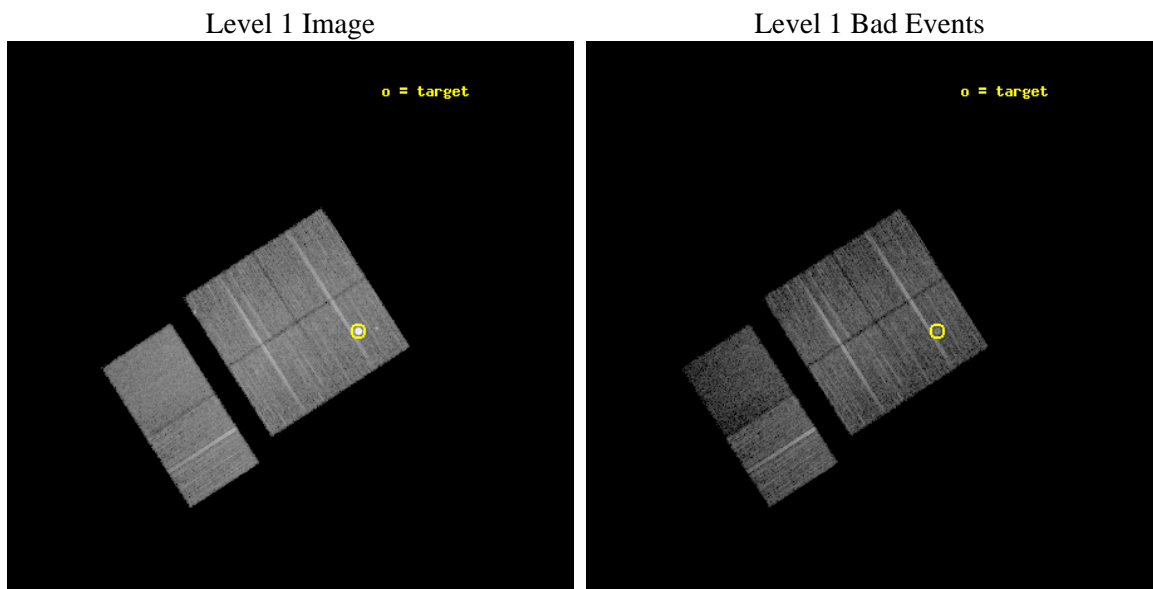 Level 1 Image
Level 1 Bad Events
o = target
o = target